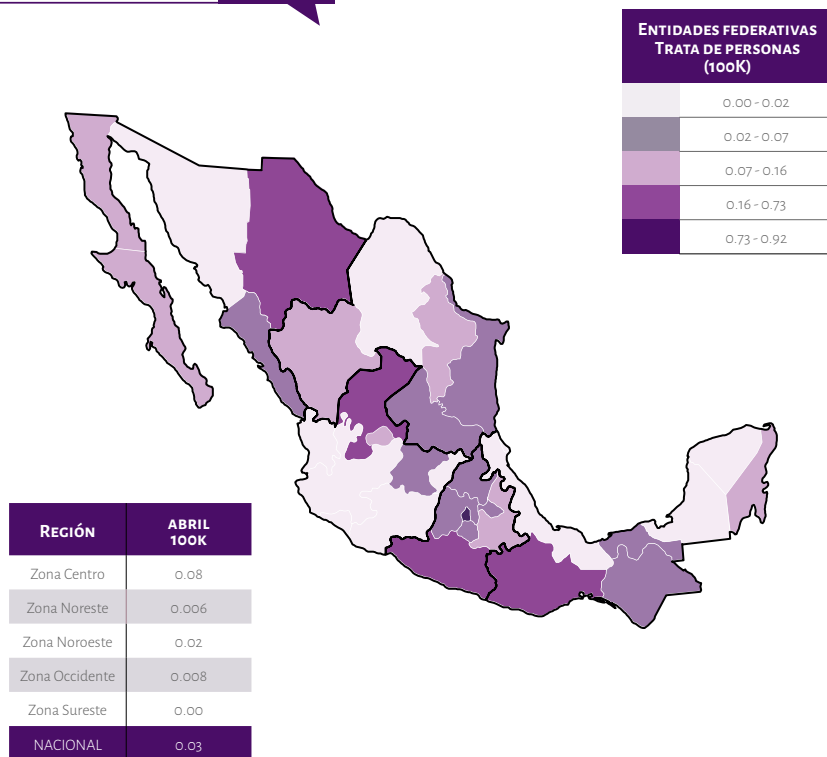 Entidades federativas
Trata de personas
(100K)
0.00 - 0.02
0.02 - 0.07
0.07 - 0.16
0.16 - 0.73
0.73 - 0.92
Región abril 100K
Zona Centro 0.08
Zona Noreste 0.006
Zona Noroeste 0.02
Zona Occidente 0.008
Zona Sureste 0.00
NACIONAL 0.03